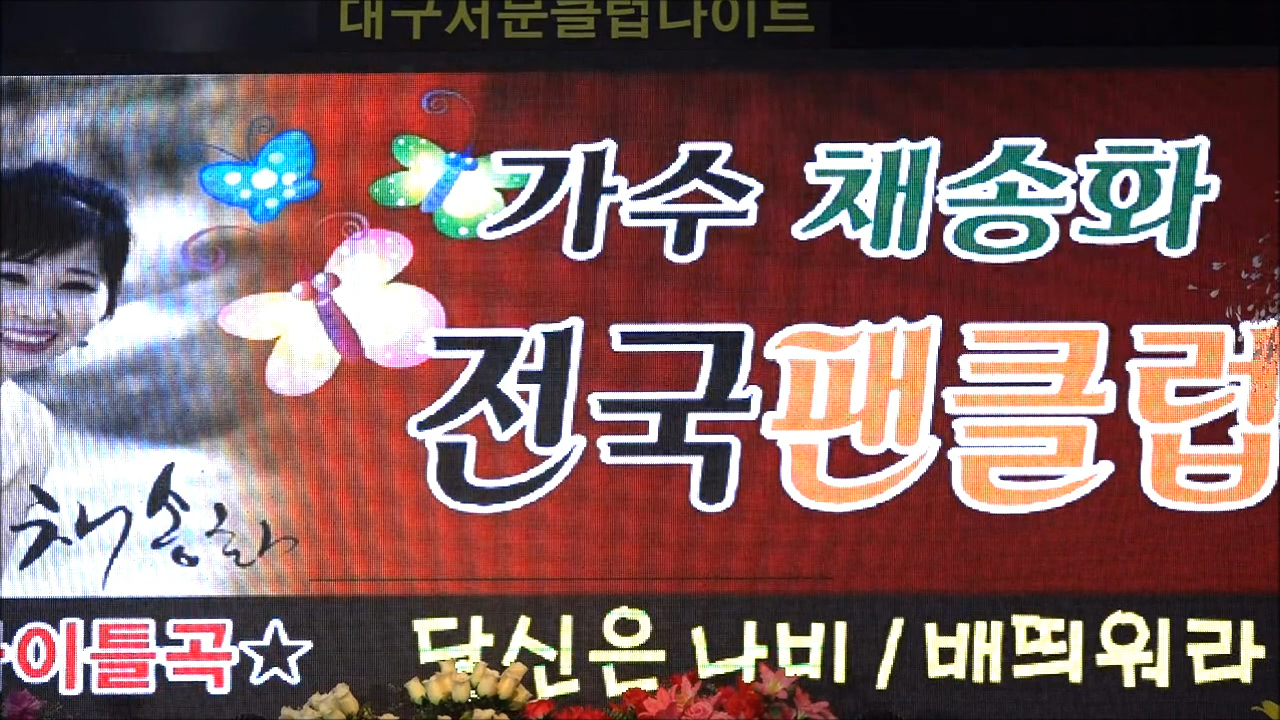 대구서문클럽나이트
가수 채송화
전국팬클럽
채송화
이들곡☆
당신은 나비 / 배띄워라